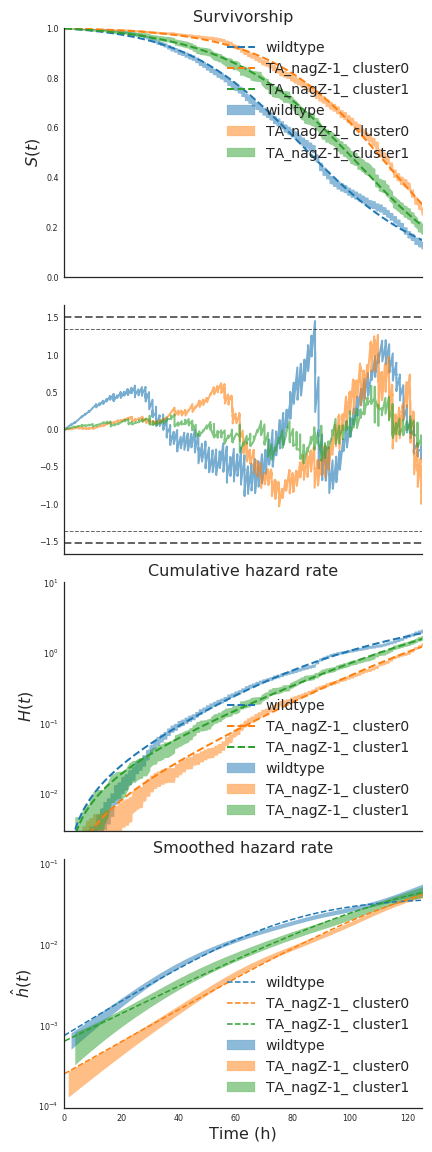 Survivorship
1.0
0.8
0.6
0.4
0.2
0.0
S(t)
wildtype
TA_nagZ-1_ cluster0
TA_nagZ-1_ cluster1
wildtype
TA_nagZ-1_ cluster0
TA_nagZ-1_ cluster1
1.5
1.0
0.5
0.0
−0.5
−1.0
−1.5
Cumulative hazard rate
10¹
10⁰
10⁻¹
10⁻²
H(t)
wildtype
TA_nagZ-1_ cluster0
TA_nagZ-1_ cluster1
wildtype
TA_nagZ-1_ cluster0
TA_nagZ-1_ cluster1
Smoothed hazard rate
10⁻¹
10⁻²
10⁻³
10⁻⁴
ĥ(t)
wildtype
TA_nagZ-1_ cluster0
TA_nagZ-1_ cluster1
wildtype
TA_nagZ-1_ cluster0
TA_nagZ-1_ cluster1
0 20 40 60 80 100 120
Time (h)